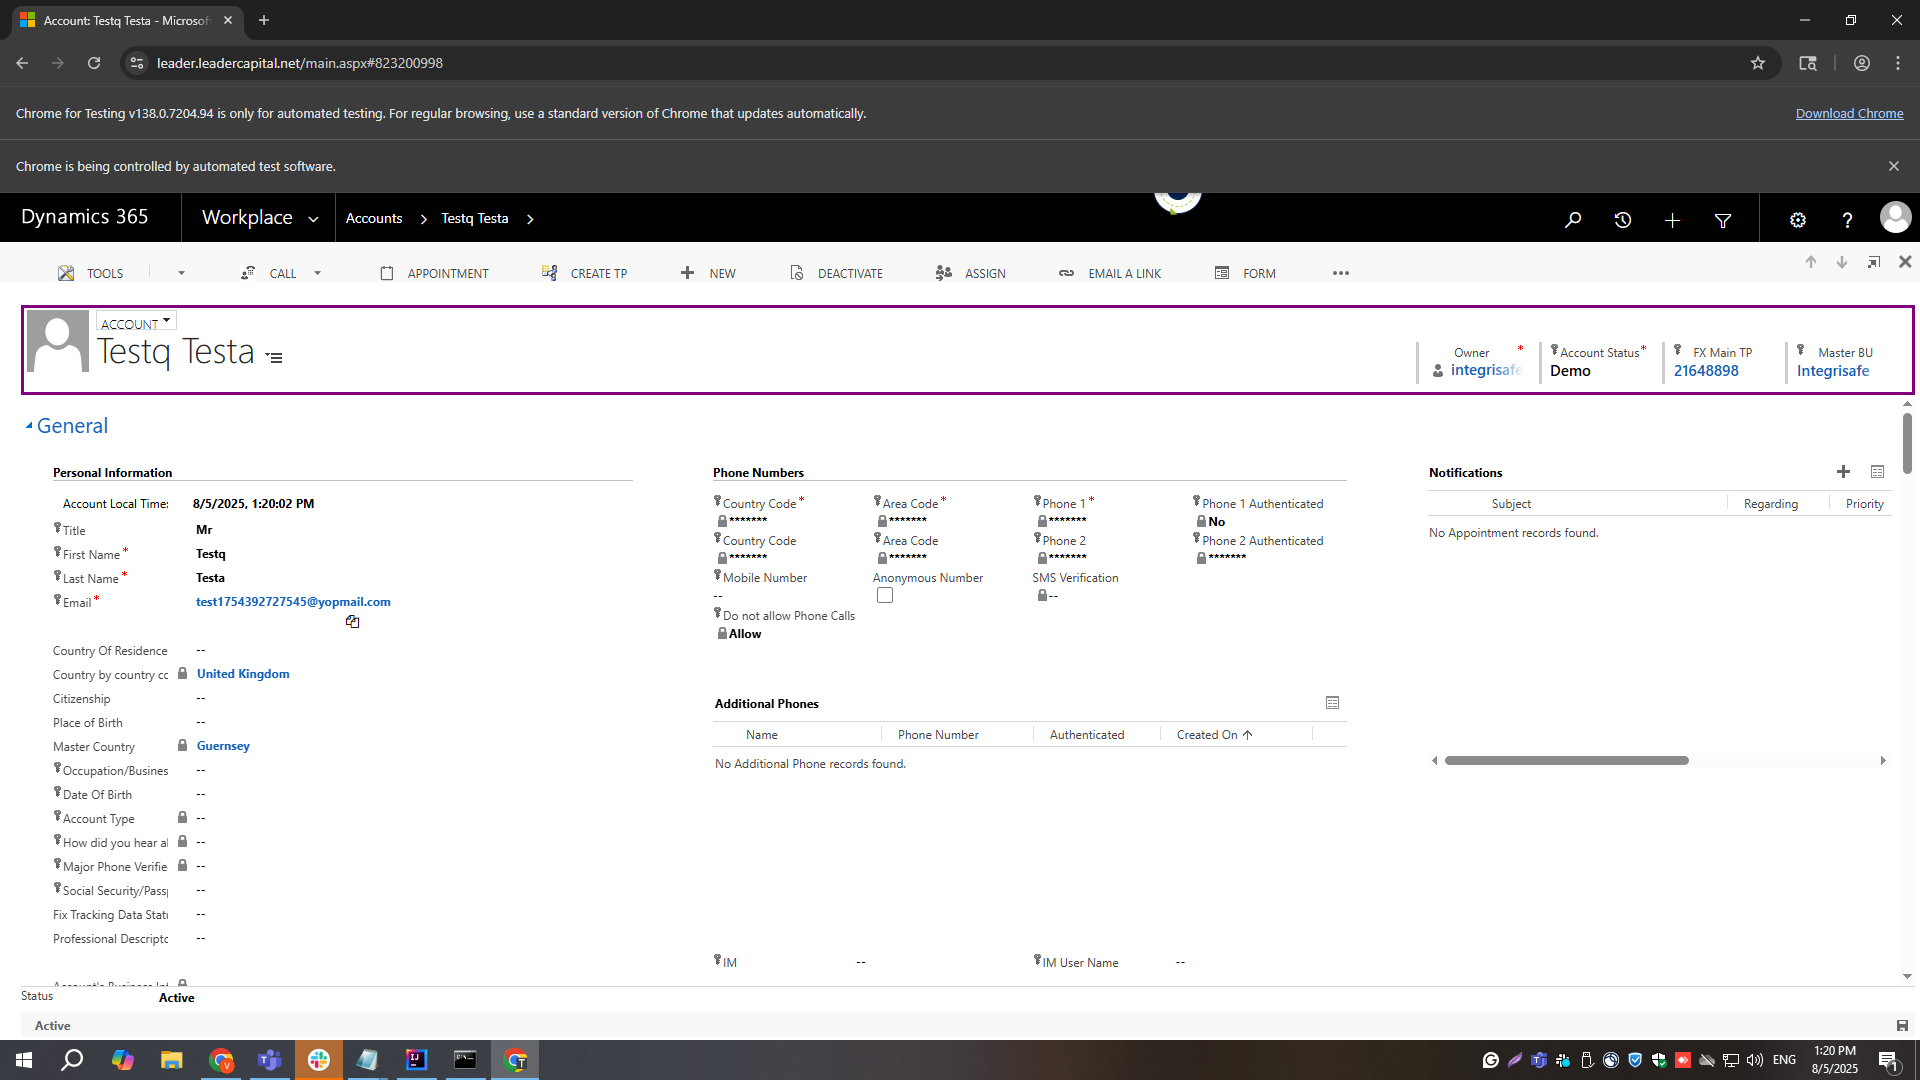 Account: Testq Testa - Microsof
leader.leadercapital.net/main.aspx#823200998
Chrome for Testing v138.0.7204.94 is only for automated testing. For regular browsing, use a standard version of Chrome that updates automatically.
Download Chrome
Chrome is being controlled by automated test software.
Dynamics 365
Workplace
Accounts
Testq Testa
TOOLS
CALL
APPOINTMENT
CREATE TP
NEW
DEACTIVATE
ASSIGN
EMAIL A LINK
FORM
ACCOUNT
Testq Testa
Owner *
integrisafe
Account Status *
Demo
FX Main TP
21648898
Master BU
Integrisafe
General
Personal Information
Account Local Time: 8/5/2025, 1:20:02 PM
Title Mr
First Name * Testq
Last Name * Testa
Email * test1754392727545@yopmail.com
Country Of Residence --
Country by country cc United Kingdom
Citizenship --
Place of Birth --
Master Country Guernsey
Occupation/Busines --
Date Of Birth --
Account Type --
How did you hear a --
Major Phone Verifie --
Social Security/Passp --
Fix Tracking Data Statu --
Professional Descripto --
Phone Numbers
Country Code * Area Code * Phone 1 * Phone 1 Authenticated
******* ******* ******* No
Country Code Area Code Phone 2 Phone 2 Authenticated
******* ******* ******* *******
Mobile Number Anonymous Number SMS Verification
-- --
Do not allow Phone Calls
Allow
Additional Phones
Name Phone Number Authenticated Created On
No Additional Phone records found.
IM -- IM User Name --
Notifications
Subject Regarding Priority
No Appointment records found.
Status Active
Active
ENG
1:20 PM
8/5/2025
1